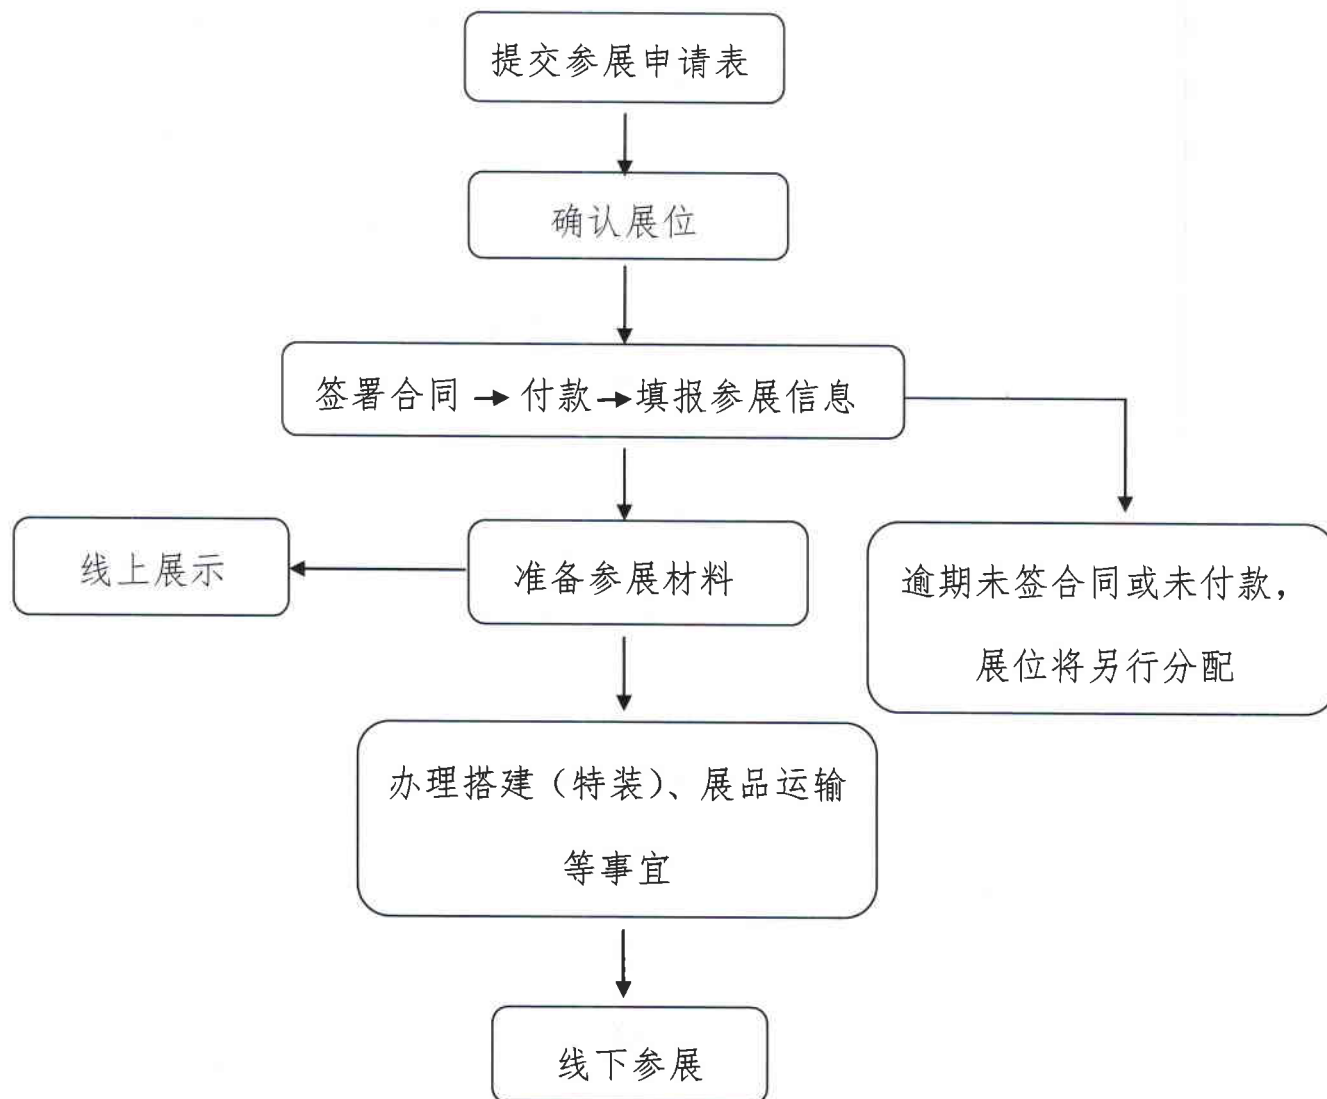 提交参展申请表
确认展位
签署合同→付款→填报参展信息
线上展示
准备参展材料
逾期未签合同或未付款，
展位将另行分配
办理搭建（特装）、展品运输
等事宜
线下参展